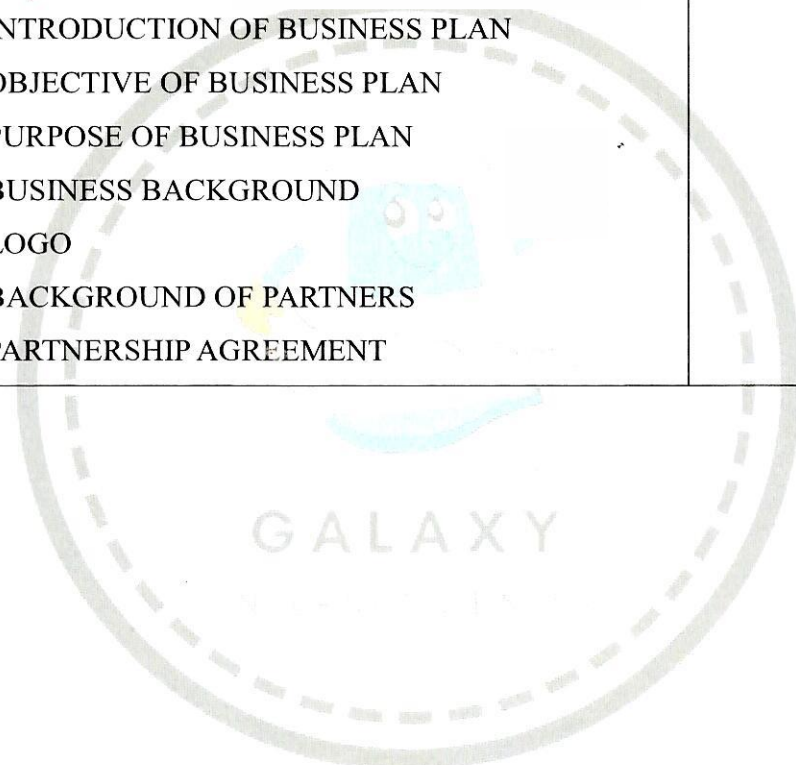 INTRODUCTION OF BUSINESS PLAN
OBJECTIVE OF BUSINESS PLAN
PURPOSE OF BUSINESS PLAN
BUSINESS BACKGROUND
LOGO
BACKGROUND OF PARTNERS
PARTNERSHIP AGREEMENT
GALAXY